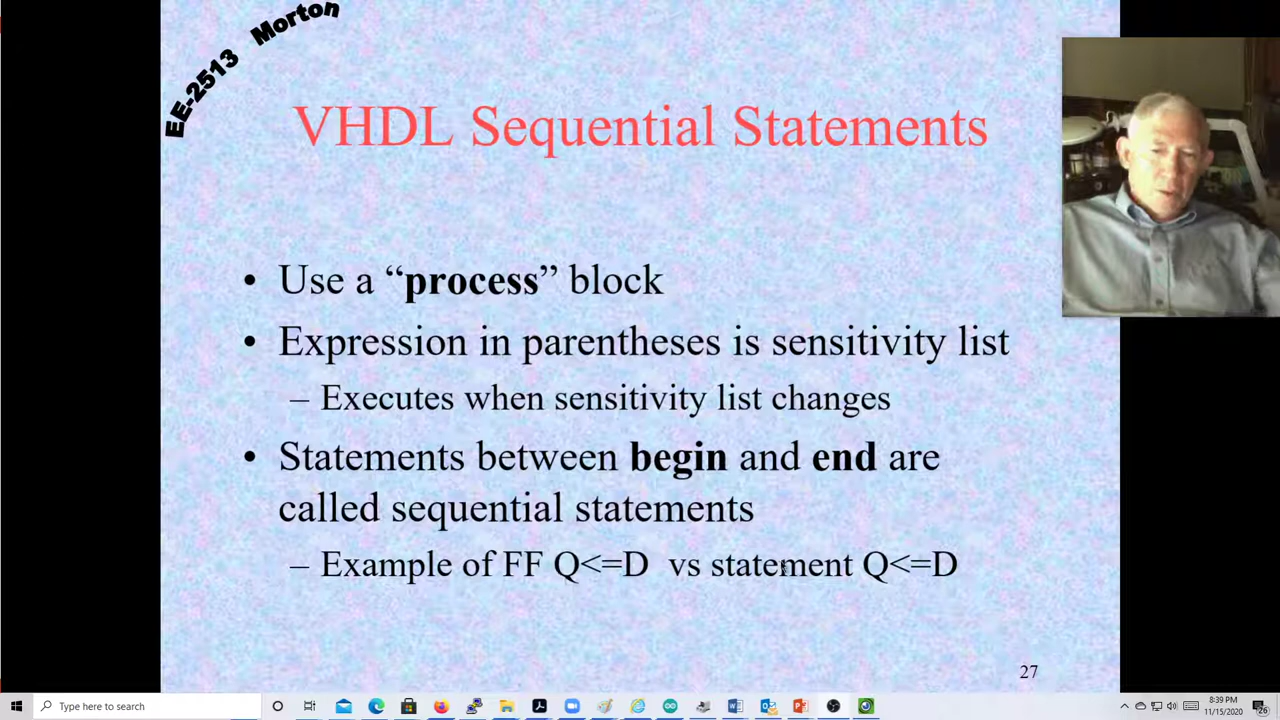 EE-2513 Morton
VHDL Sequential Statements
• Use a “process” block
• Expression in parentheses is sensitivity list
– Executes when sensitivity list changes
• Statements between begin and end are
called sequential statements
– Example of FF Q<=D vs statement Q<=D
27
Type here to search
8:39 PM
11/15/2020
26